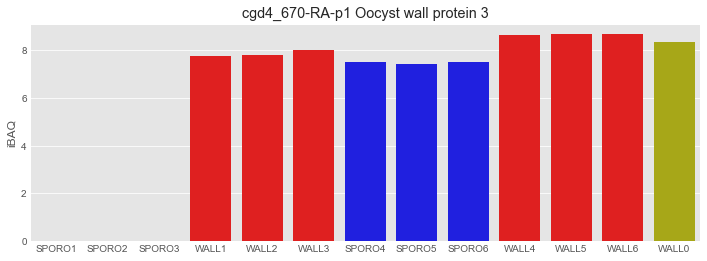 cgd4_670-RA-p1 Oocyst wall protein 3
8
6
4
2
0
iBAQ
SPORO1 SPORO2 SPORO3 WALL1 WALL2 WALL3 SPORO4 SPORO5 SPORO6 WALL4 WALL5 WALL6 WALL0